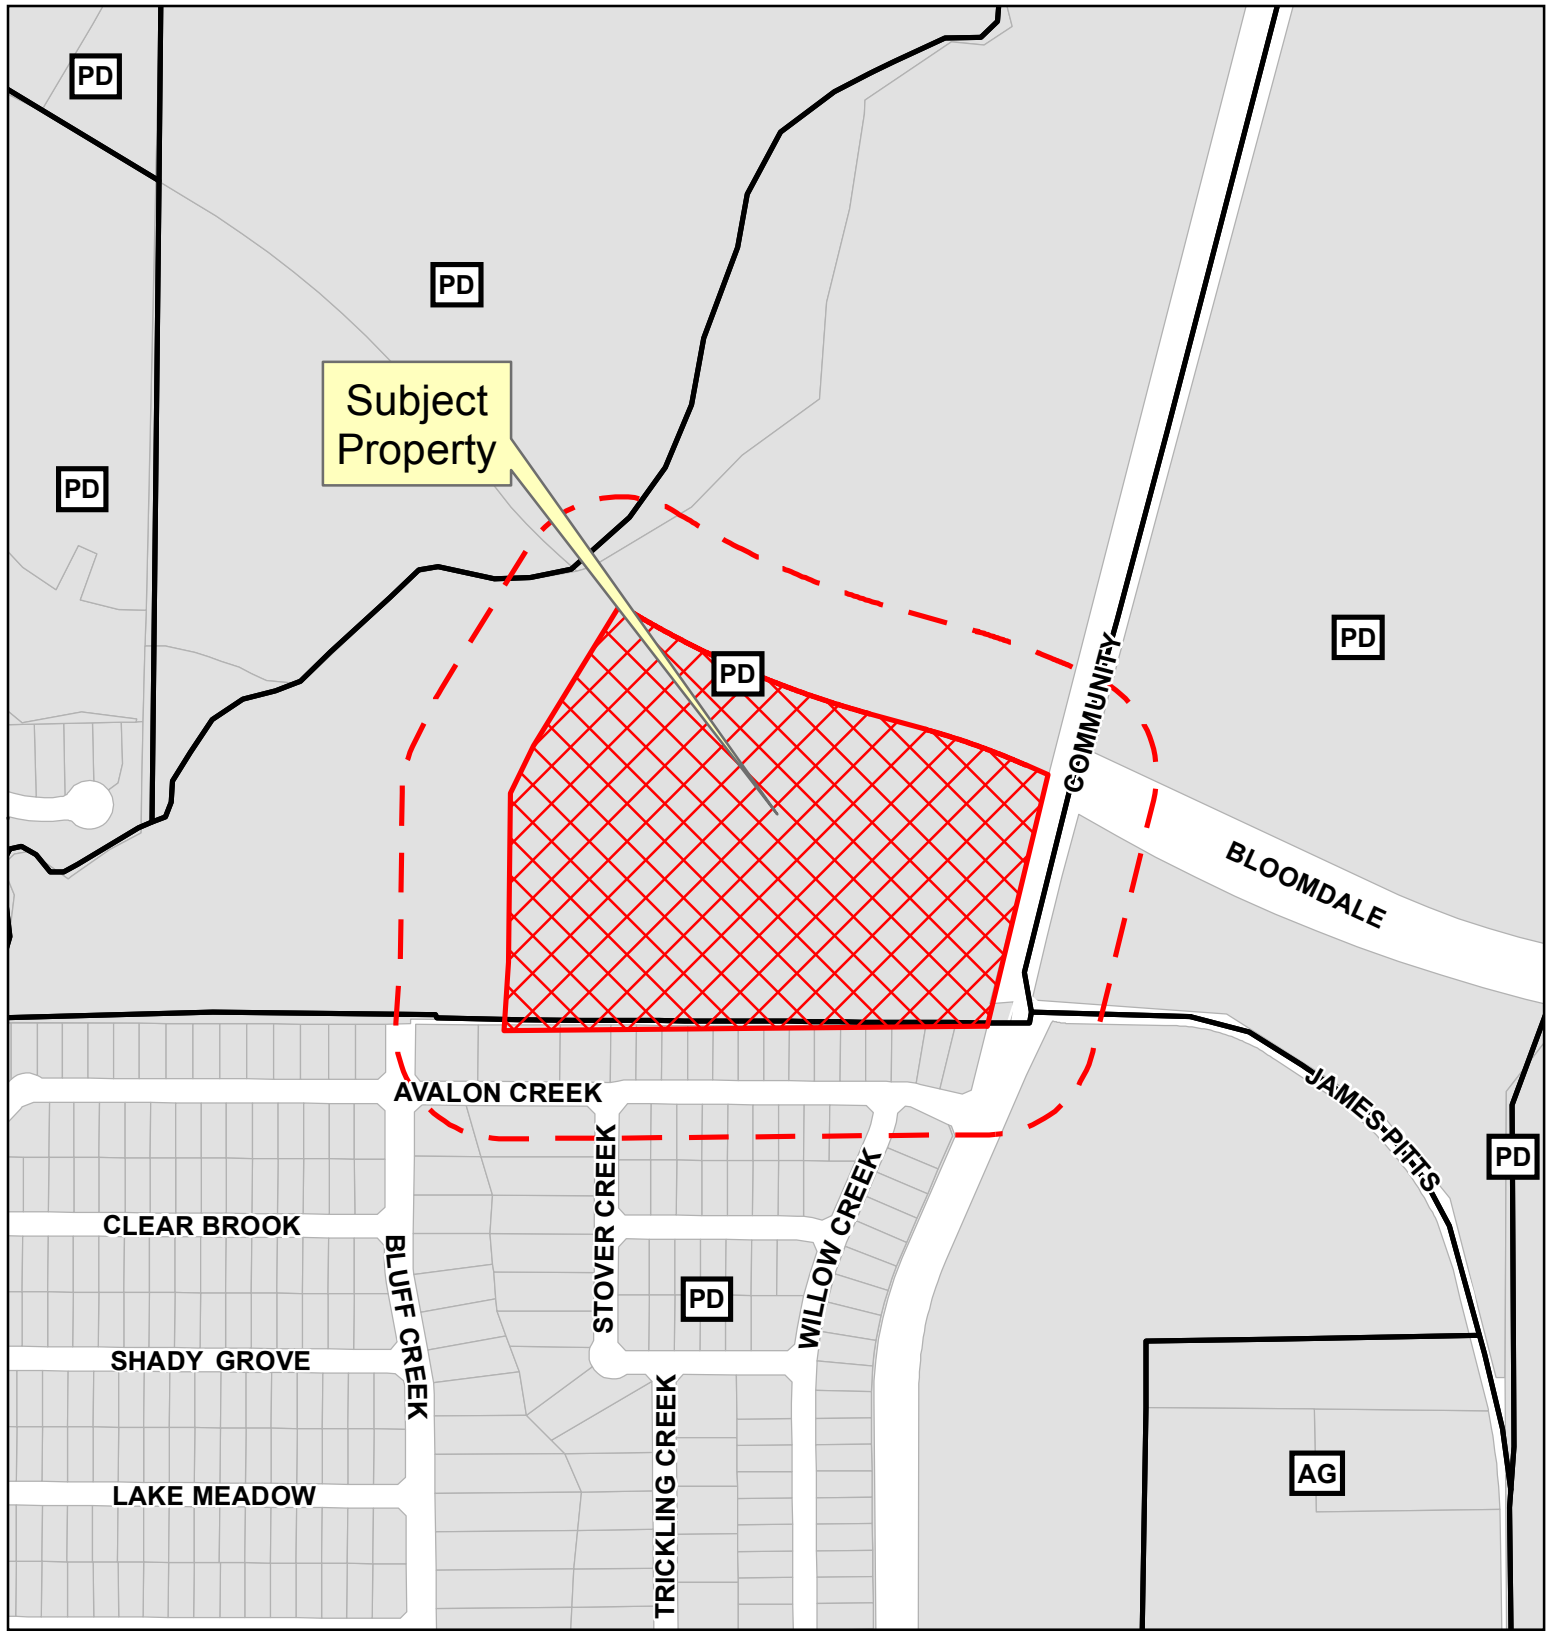 PD
PD
Subject
Property
PD
PD
PD
COMMUNITY
BLOOMDALE
AVALON CREEK
JAMES PITTS
STOVER CREEK
WILLOW CREEK
PD
CLEAR BROOK
BLUFF CREEK
PD
SHADY GROVE
TRICKLING CREEK
AG
LAKE MEADOW